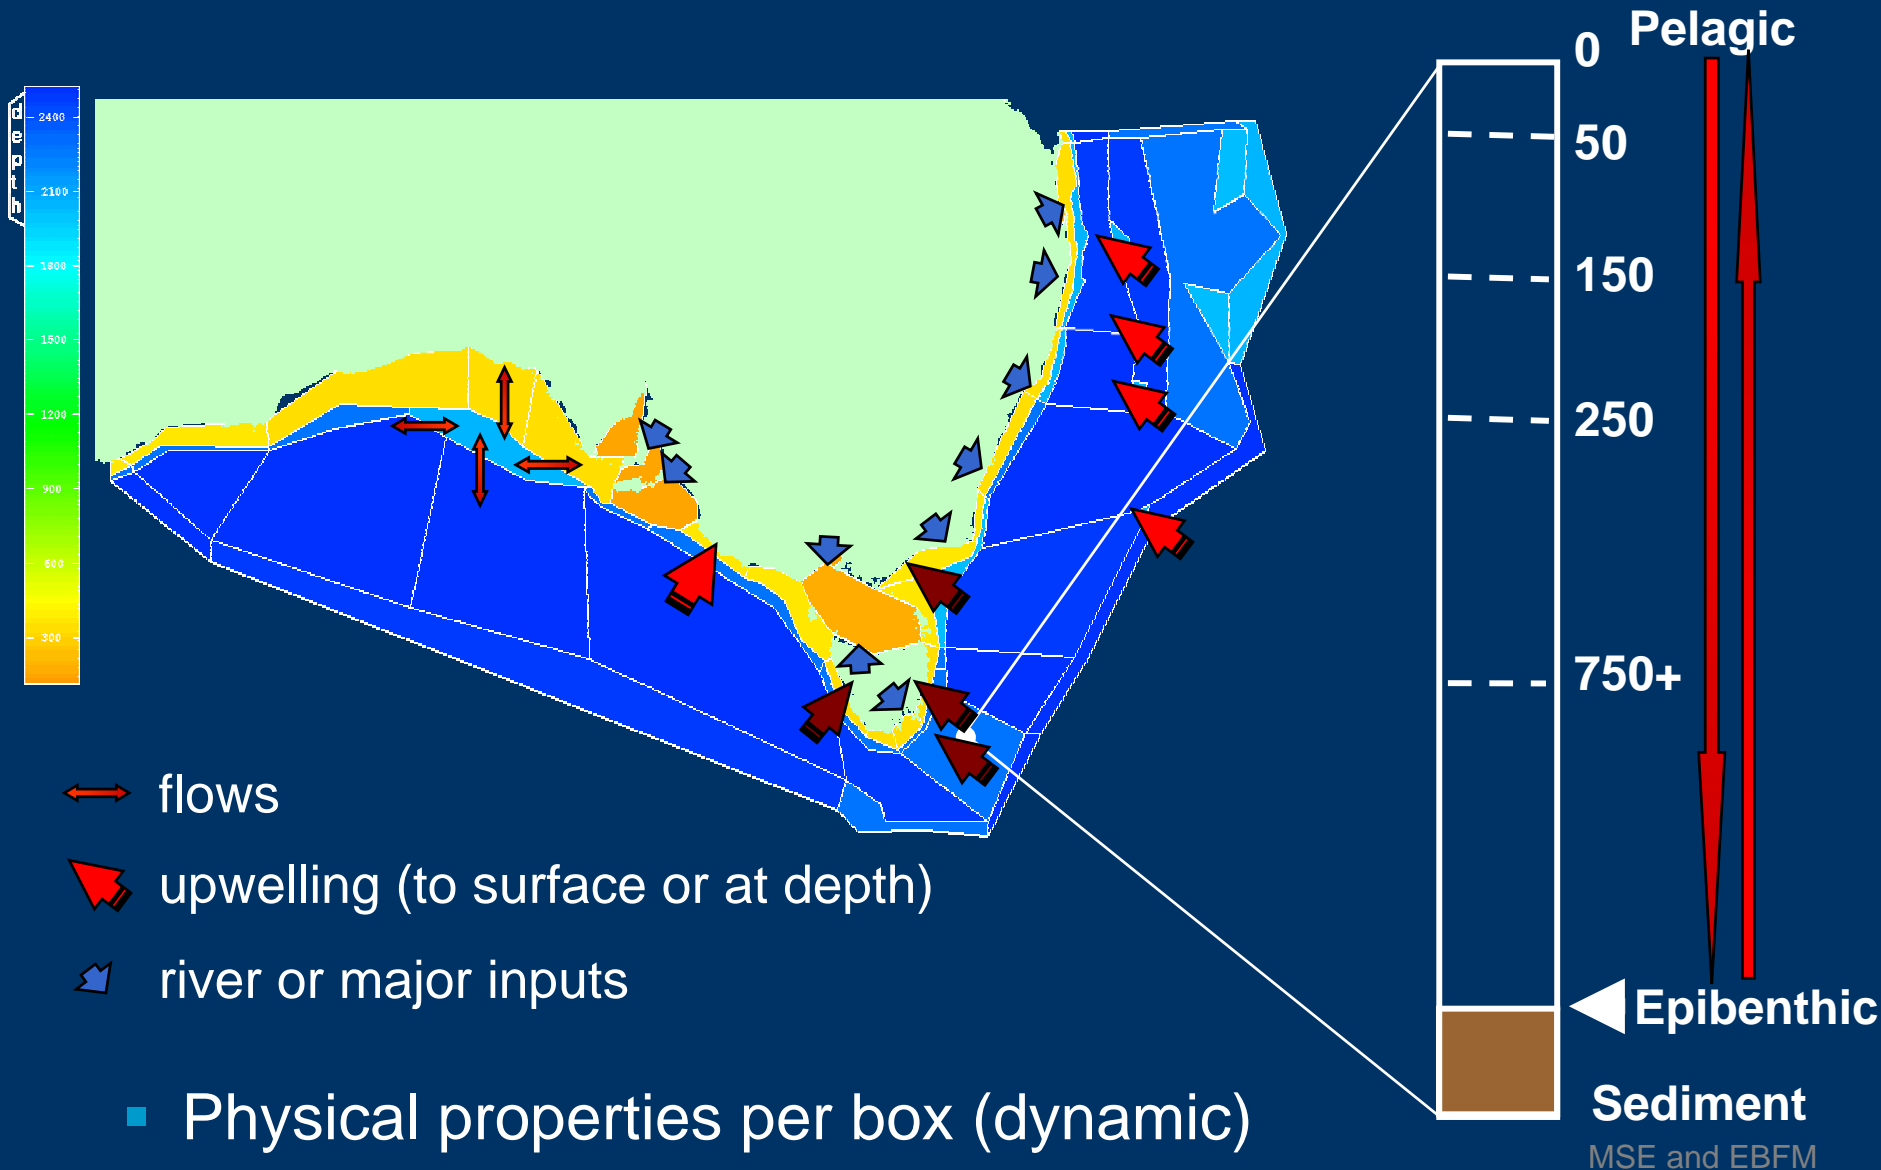 Pelagic
0
50
150
250
750+
depth
2400
2100
1800
1500
1200
900
600
300
flows
upwelling (to surface or at depth)
river or major inputs
Epibenthic
Sediment
Physical properties per box (dynamic)
MSE and EBFM